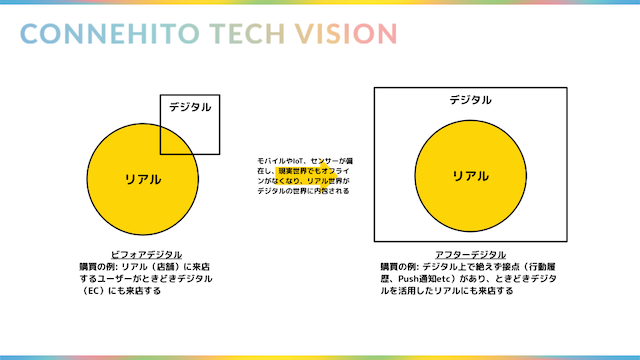 CONNEHITO TECH VISION
デジタル
リアル
モバイルやIoT、センサーが偏
在し、現実世界でもオフライ
ンがなくなり、リアル世界が
デジタルの世界に内包される
デジタル
リアル
ビフォアデジタル
購買の例: リアル（店舗）に来店
するユーザーがときどきデジタル
（EC）にも来店する
アフターデジタル
購買の例: デジタル上で絶えず接点（行動履
歴、Push通知etc）があり、ときどきデジタ
ルを活用したリアルにも来店する